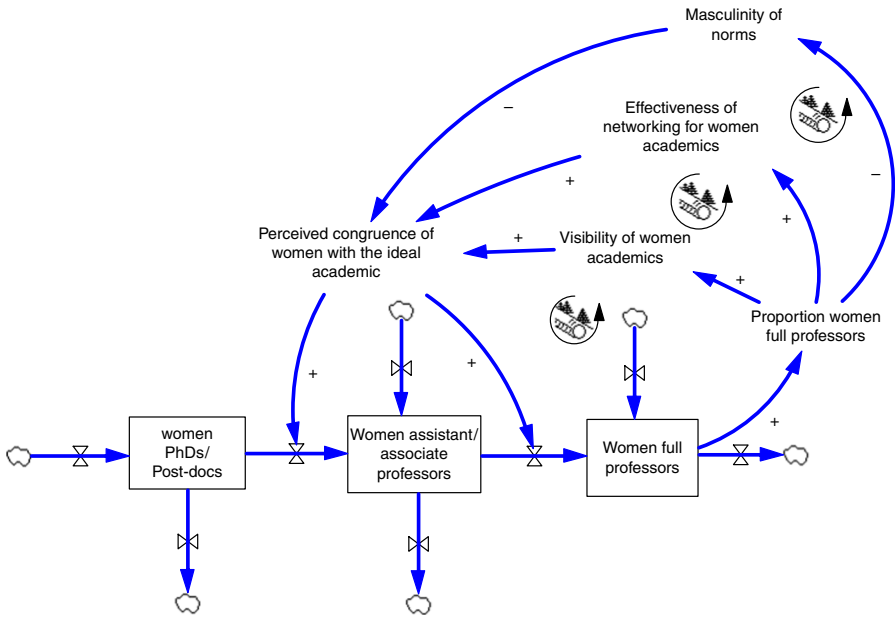 Masculinity of
norms
Effectiveness of
networking for women
academics
–
–
+
+
Perceived congruence of
women with the ideal
academic
+
Visibility of women
academics
+
Proportion women
full professors
+
+
+
women
PhDs/
Post-docs
Women assistant/
associate
professors
Women full
professors